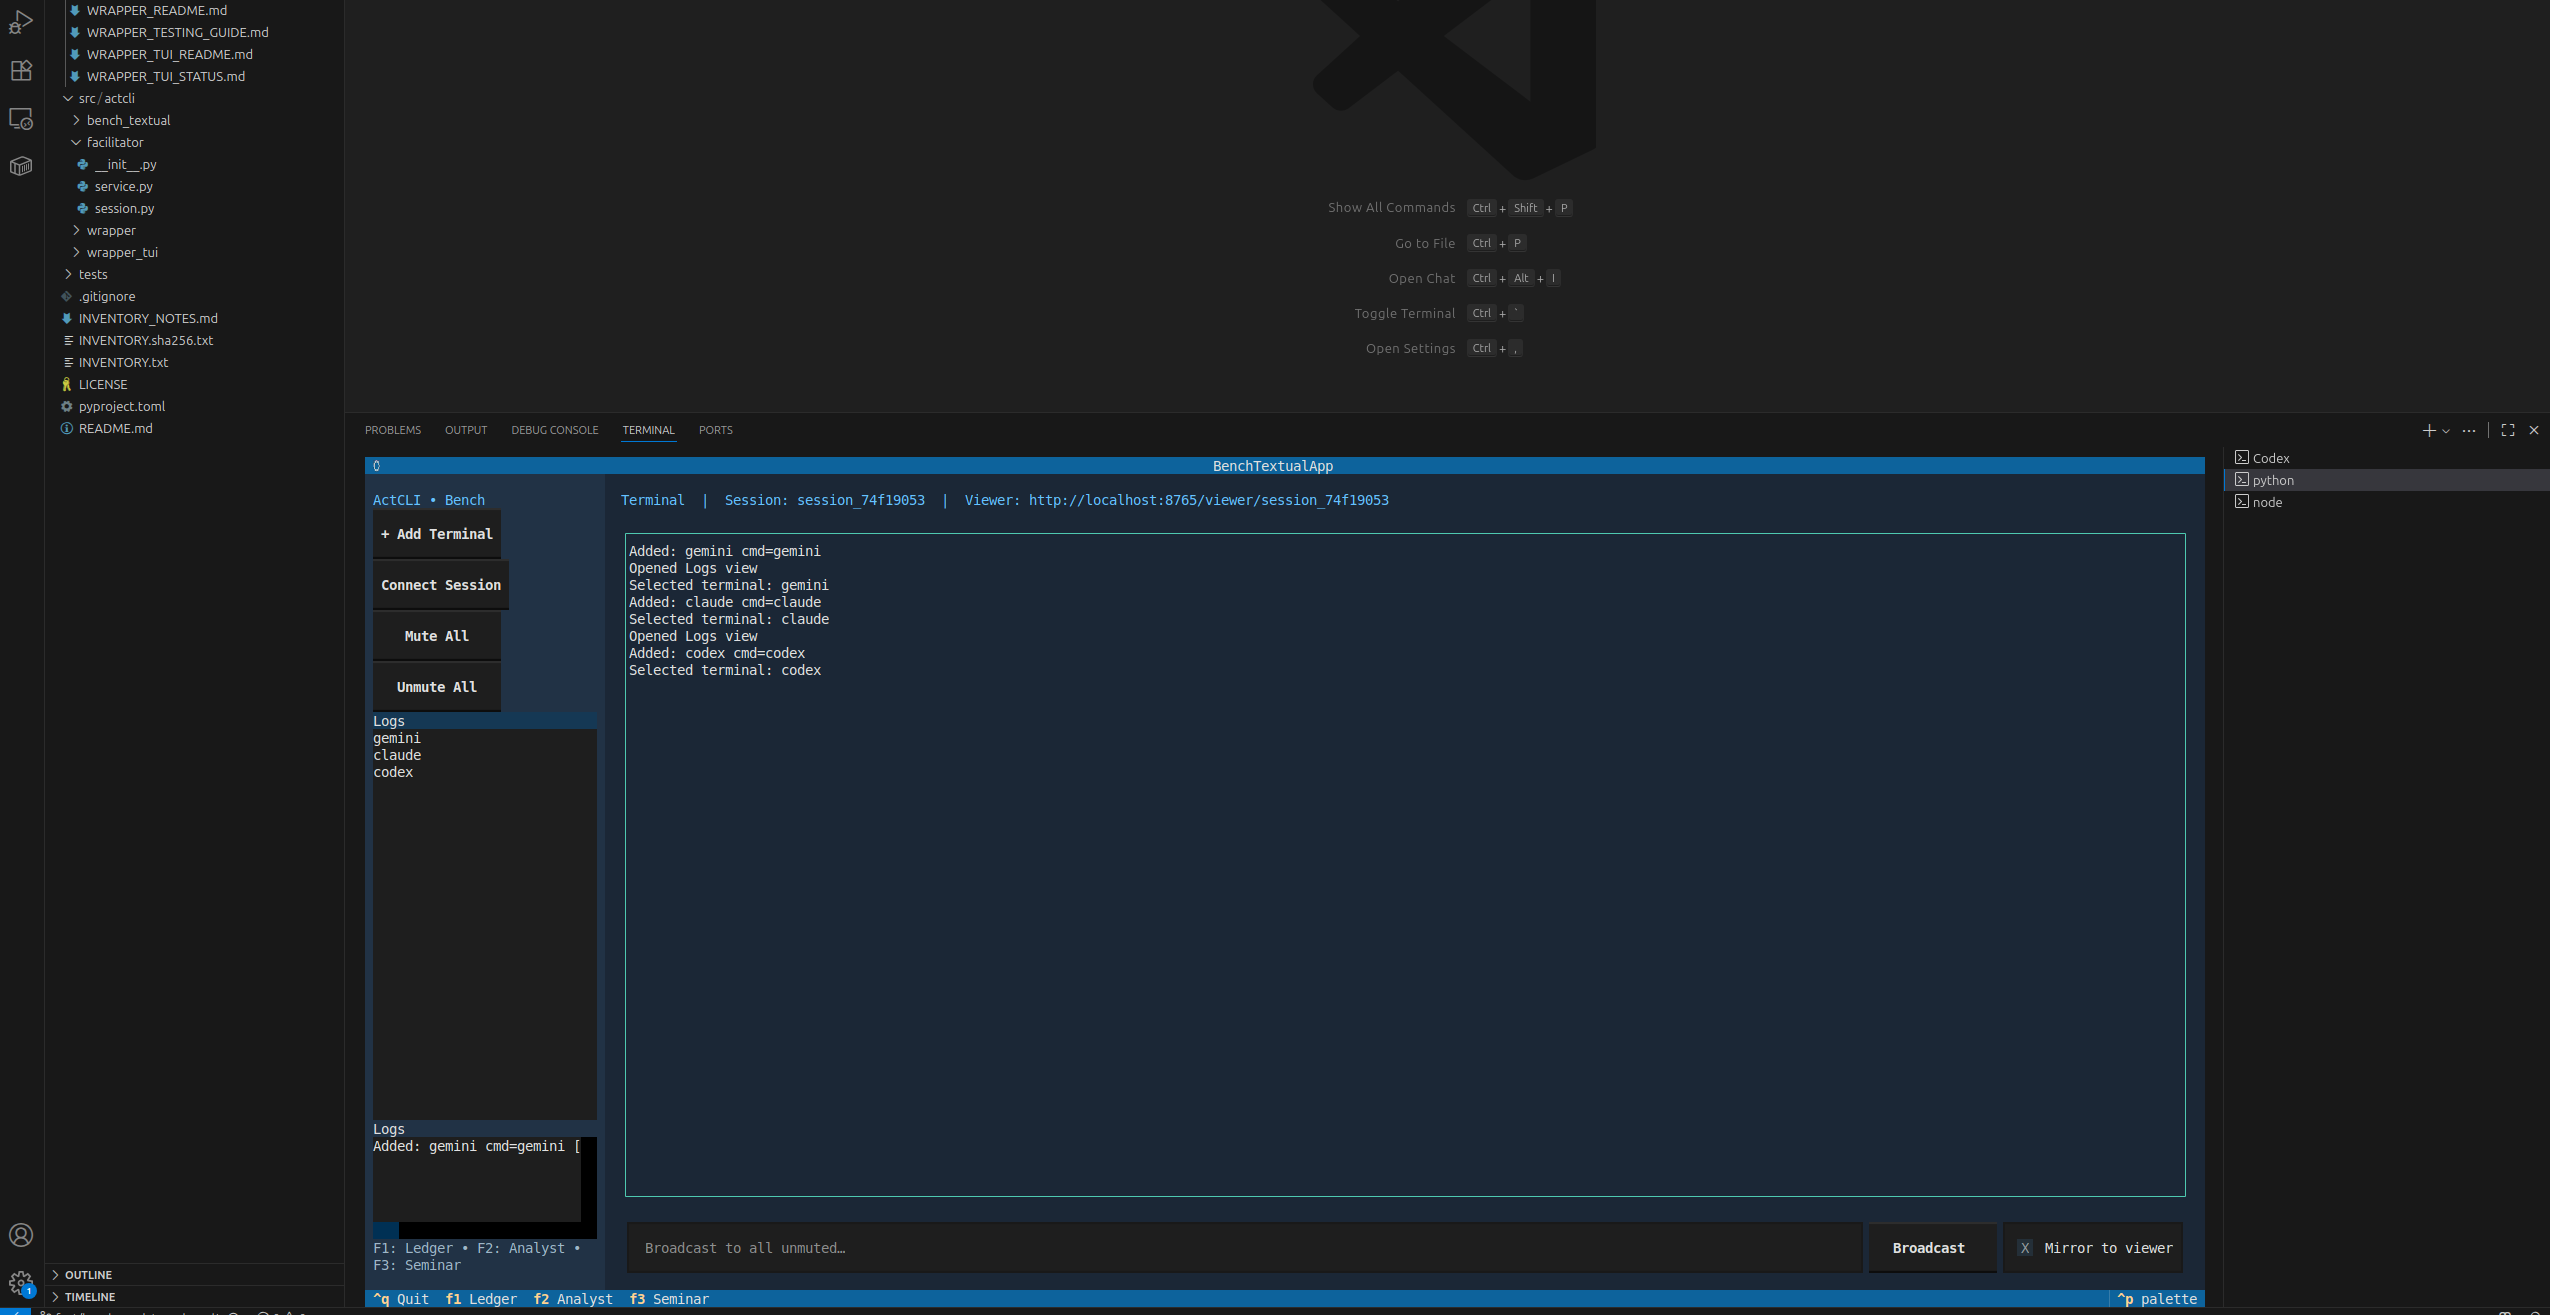 WRAPPER_README.md
WRAPPER_TESTING_GUIDE.md
WRAPPER_TUI_README.md
WRAPPER_TUI_STATUS.md
src/actcli
bench_textual
facilitator
__init__.py
service.py
session.py
wrapper
wrapper_tui
tests
.gitignore
INVENTORY_NOTES.md
INVENTORY.sha256.txt
INVENTORY.txt
LICENSE
pyproject.toml
README.md
OUTLINE
TIMELINE
1
Show All Commands Ctrl + Shift + P
Go to File Ctrl + P
Open Chat Ctrl + Alt + I
Toggle Terminal Ctrl + `
Open Settings Ctrl + ,
PROBLEMS OUTPUT DEBUG CONSOLE TERMINAL PORTS
Codex
python
node
BenchTextualApp
ActCLI • Bench
+ Add Terminal
Connect Session
Mute All
Unmute All
Logs
gemini
claude
codex
Logs
Added: gemini cmd=gemini [
F1: Ledger • F2: Analyst •
F3: Seminar
Terminal | Session: session_74f19053 | Viewer: http://localhost:8765/viewer/session_74f19053
Added: gemini cmd=gemini
Opened Logs view
Selected terminal: gemini
Added: claude cmd=claude
Selected terminal: claude
Opened Logs view
Added: codex cmd=codex
Selected terminal: codex
Broadcast to all unmuted…
Broadcast
X Mirror to viewer
^q Quit f1 Ledger f2 Analyst f3 Seminar
^p palette